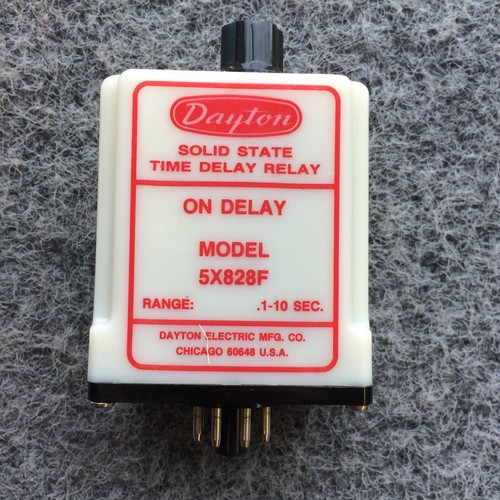 Dayton
SOLID STATE
TIME DELAY RELAY
ON DELAY
MODEL
5X828F
RANGE: .1-10 SEC.
DAYTON ELECTRIC MFG. CO.
CHICAGO 60648 U.S.A.